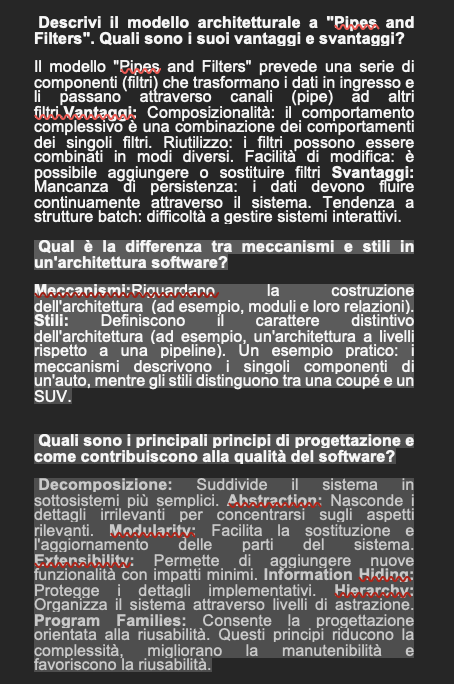 Descrivi il modello architetturale a "Pipes and
Filters". Quali sono i suoi vantaggi e svantaggi?
Il modello "Pipes and Filters" prevede una serie di
componenti (filtri) che trasformano i dati in ingresso e
li passano attraverso canali (pipe) ad altri
filtri.Vantaggi: Composizionalità: il comportamento
complessivo è una combinazione dei comportamenti
dei singoli filtri. Riutilizzo: i filtri possono essere
combinati in modi diversi. Facilità di modifica: è
possibile aggiungere o sostituire filtri Svantaggi:
Mancanza di persistenza: i dati devono fluire
continuamente attraverso il sistema. Tendenza a
strutture batch: difficoltà a gestire sistemi interattivi.
Qual è la differenza tra meccanismi e stili in
un'architettura software?
Meccanismi:Riguardano la costruzione
dell'architettura (ad esempio, moduli e loro relazioni).
Stili: Definiscono il carattere distintivo
dell'architettura (ad esempio, un'architettura a livelli
rispetto a una pipeline). Un esempio pratico: i
meccanismi descrivono i singoli componenti di
un'auto, mentre gli stili distinguono tra una coupé e un
SUV.
Quali sono i principali principi di progettazione e
come contribuiscono alla qualità del software?
Decomposizione: Suddivide il sistema in
sottosistemi più semplici. Abstraction: Nasconde i
dettagli irrilevanti per concentrarsi sugli aspetti
rilevanti. Modularity: Facilita la sostituzione e
l'aggiornamento delle parti del sistema.
Extensibility: Permette di aggiungere nuove
funzionalità con impatti minimi. Information Hiding:
Protegge i dettagli implementativi. Hierarchy:
Organizza il sistema attraverso livelli di astrazione.
Program Families: Consente la progettazione
orientata alla riusabilità. Questi principi riducono la
complessità, migliorano la manutenibilità e
favoriscono la riusabilità.